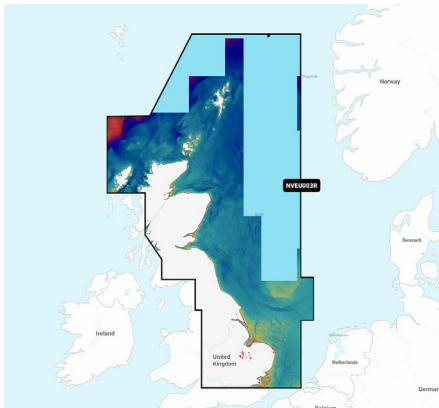 Norway
NVEU003R
Denmark
Ireland
United
Kingdom
Netherlands
Belgium
German